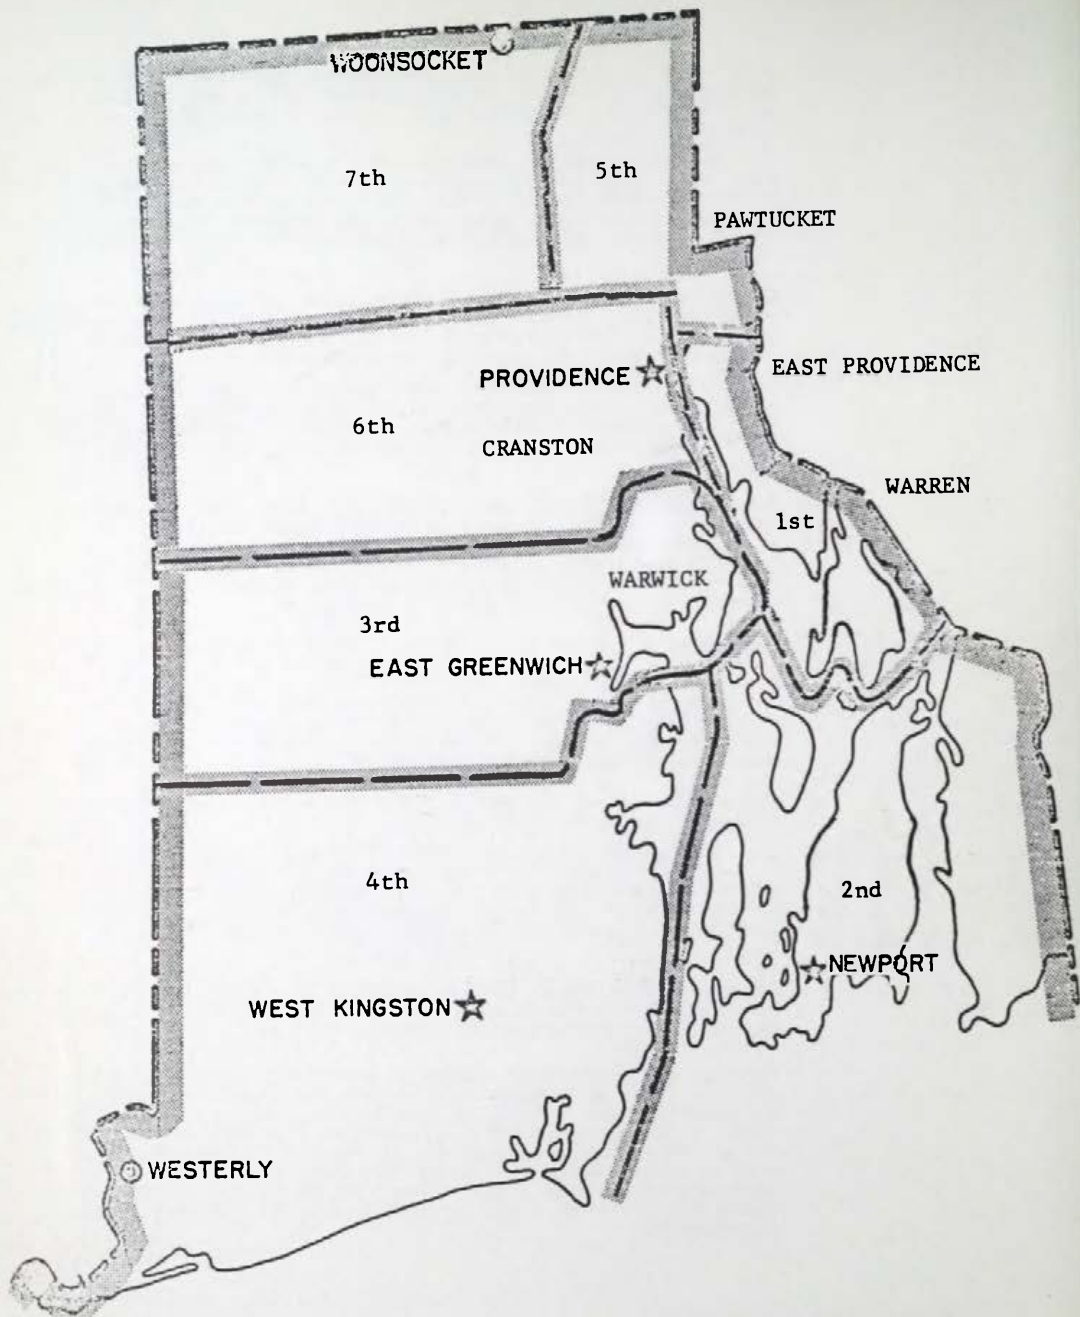 WOONSOCKET
7th
5th
PAWTUCKET
PROVIDENCE
EAST PROVIDENCE
6th
CRANSTON
WARREN
1st
WARWICK
3rd
EAST GREENWICH
4th
2nd
NEWPORT
WEST KINGSTON
WESTERLY